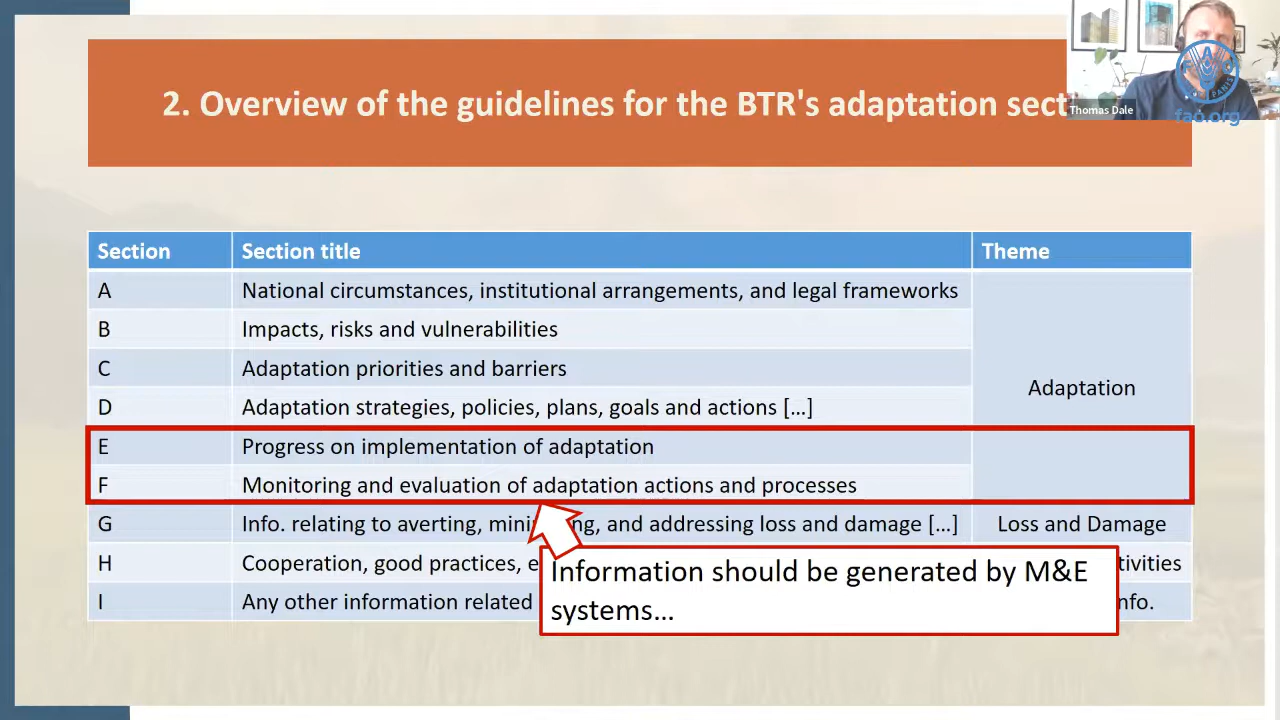 2. Overview of the guidelines for the BTR's adaptation sect
Thomas Dale
FAO
fao.org
Section Section title Theme
A National circumstances, institutional arrangements, and legal frameworks
B Impacts, risks and vulnerabilities
C Adaptation priorities and barriers
Adaptation
D Adaptation strategies, policies, plans, goals and actions […]
E Progress on implementation of adaptation
F Monitoring and evaluation of adaptation actions and processes
G Info. relating to averting, mini ng, and addressing loss and damage […] Loss and Damage
H Cooperation, good practices, e tivities
I Any other information related nfo.
Information should be generated by M&E
systems…